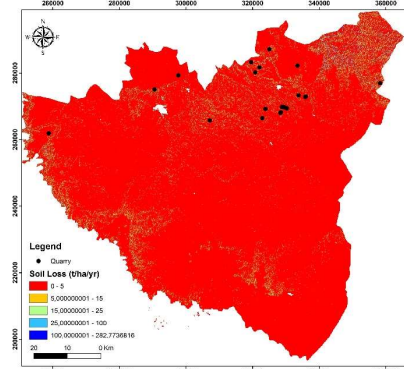 260000 280000 300000 320000 340000 360000
N
W E
S
280000
260000
240000
220000
200000
Legend
Quarry
Soil Loss (t/ha/yr)
0 - 5
5,000000001 - 15
15,00000001 - 25
25,00000001 - 100
100,0000001 - 282,7736816
20 10 0 Km